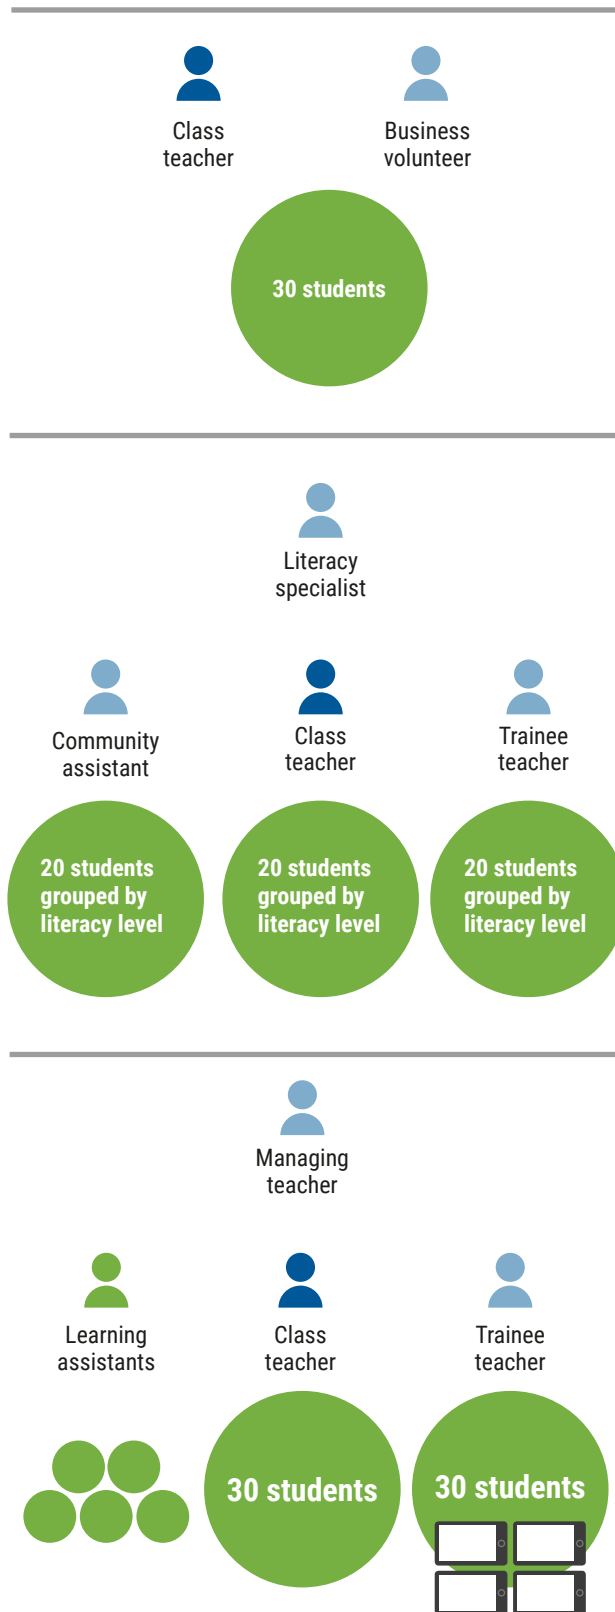 Class
teacher
Business
volunteer
30 students
Literacy
specialist
Community
assistant
Class
teacher
Trainee
teacher
20 students
grouped by
literacy level
20 students
grouped by
literacy level
20 students
grouped by
literacy level
Managing
teacher
Learning
assistants
Class
teacher
Trainee
teacher
30 students
30 students